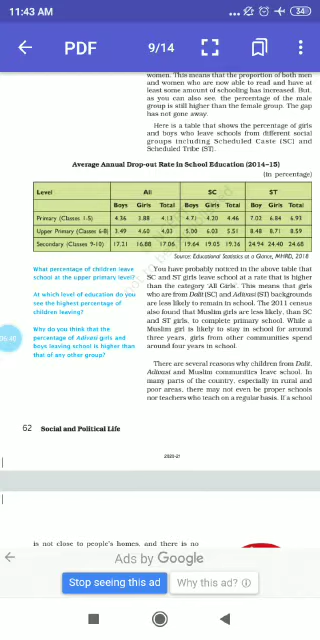 11:43 AM
34
PDF
9/14
women. This means that the proportion of both men
and women who are now able to read and have at
least some amount of schooling has increased. But,
as you can also see, the percentage of the male
group is still higher than the female group. The gap
has not gone away.
Here is a table that shows the percentage of girls
and boys who leave schools from different social
groups including Scheduled Caste (SC) and
Scheduled Tribe (ST).
Average Annual Drop-out Rate in School Education (2014–15)
(in percentage)
Level All SC ST
Boys Girls Total Boys Girls Total Boys Girls Total
Primary (Classes 1-5) 4.36 3.88 4.13 4.71 4.20 4.46 7.02 6.84 6.93
Upper Primary (Classes 6-8) 3.49 4.60 4.03 5.00 6.03 5.51 8.48 8.71 8.59
Secondary (Classes 9-10) 17.21 16.88 17.06 19.64 19.05 19.36 24.94 24.40 24.68
Source: Educational Statistics at a Glance, MHRD, 2018
What percentage of children leave
school at the upper primary level?
At which level of education do you
see the highest percentage of
children leaving?
Why do you think that the
percentage of Adivasi girls and
boys leaving school is higher than
that of any other group?
You have probably noticed in the above table that
SC and ST girls leave school at a rate that is higher
than the category 'All Girls'. This means that girls
who are from Dalit (SC) and Adivasi (ST) backgrounds
are less likely to remain in school. The 2011 census
also found that Muslim girls are less likely, than SC
and ST girls, to complete primary school. While a
Muslim girl is likely to stay in school for around
three years, girls from other communities spend
around four years in school.
There are several reasons why children from Dalit,
Adivasi and Muslim communities leave school. In
many parts of the country, especially in rural and
poor areas, there may not even be proper schools
nor teachers who teach on a regular basis. If a school
62 Social and Political Life
2020-21
is not close to people's homes, and there is no
Ads by Google
Stop seeing this ad
Why this ad?